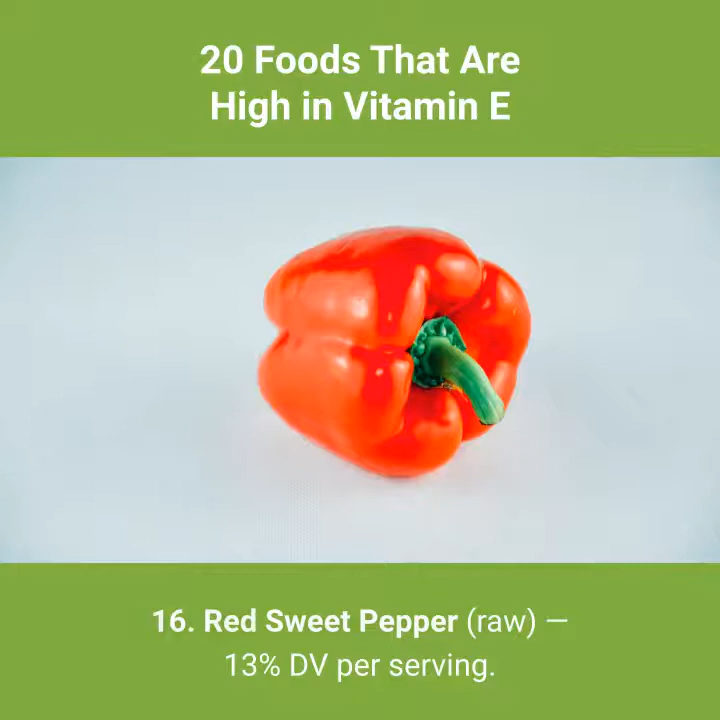 20 Foods That Are
High in Vitamin E
16. Red Sweet Pepper (raw) —
13% DV per serving.